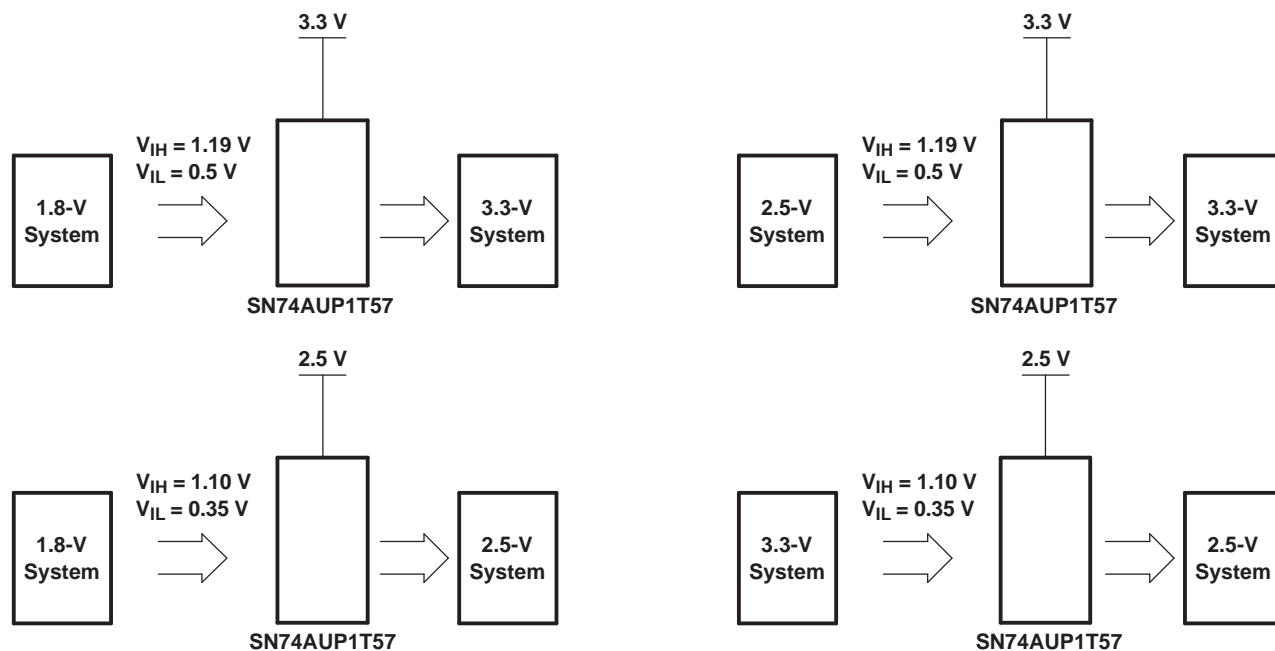 3.3 V
V_IH = 1.19 V
V_IL = 0.5 V
1.8-V
System
3.3-V
System
SN74AUP1T57
3.3 V
V_IH = 1.19 V
V_IL = 0.5 V
2.5-V
System
3.3-V
System
SN74AUP1T57
2.5 V
V_IH = 1.10 V
V_IL = 0.35 V
1.8-V
System
2.5-V
System
SN74AUP1T57
2.5 V
V_IH = 1.10 V
V_IL = 0.35 V
3.3-V
System
2.5-V
System
SN74AUP1T57